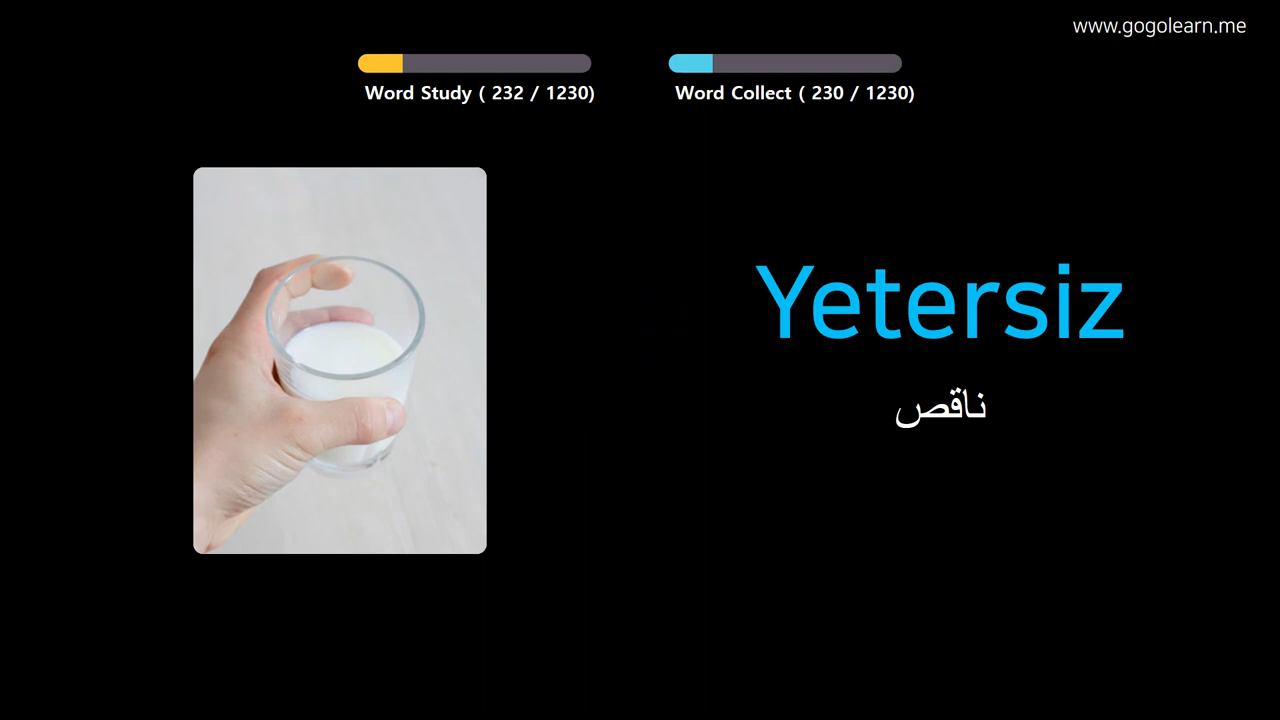 www.gogolearn.me
Word Study ( 232 / 1230)
Word Collect ( 230 / 1230)
Yetersiz
ناقص